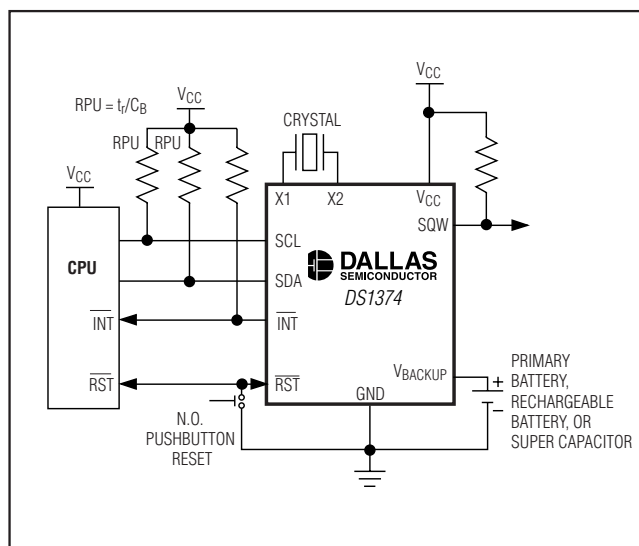 RPU = tr/CB
VCC
RPU
RPU
CRYSTAL
VCC
VCC
X1
X2
VCC
SQW
CPU
SCL
SDA
INT
RST
DALLAS
SEMICONDUCTOR
DS1374
INT
RST
VBACKUP
GND
N.O.
PUSHBUTTON
RESET
+
−
PRIMARY
BATTERY,
RECHARGEABLE
BATTERY, OR
SUPER CAPACITOR